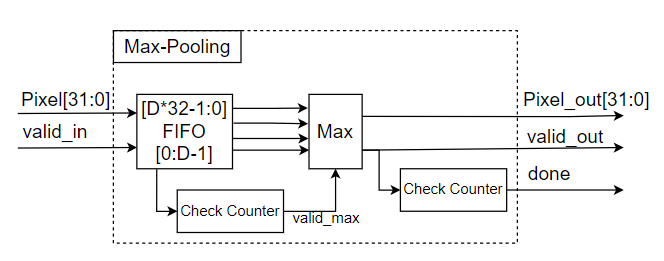 Max-Pooling
Pixel[31:0]
valid_in
[D*32-1:0]
FIFO
[0:D-1]
Max
Pixel_out[31:0]
valid_out
done
Check Counter
Check Counter
valid_max